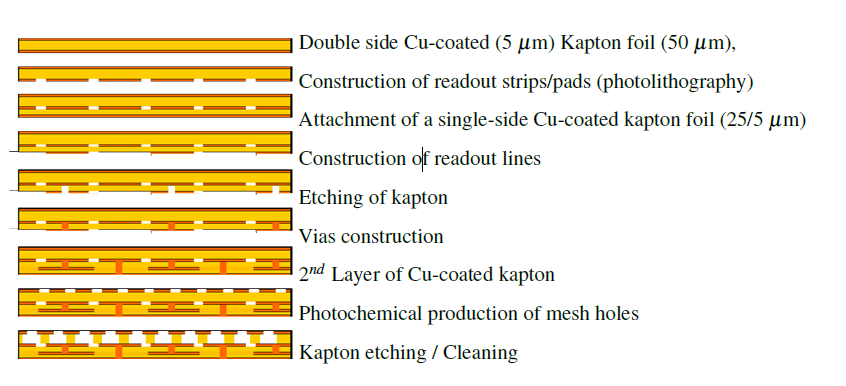 Double side Cu-coated (5 μm) Kapton foil (50 μm),
Construction of readout strips/pads (photolithography)
Attachment of a single-side Cu-coated kapton foil (25/5 μm)
Construction of readout lines
Etching of kapton
Vias construction
2nd Layer of Cu-coated kapton
Photochemical production of mesh holes
Kapton etching / Cleaning